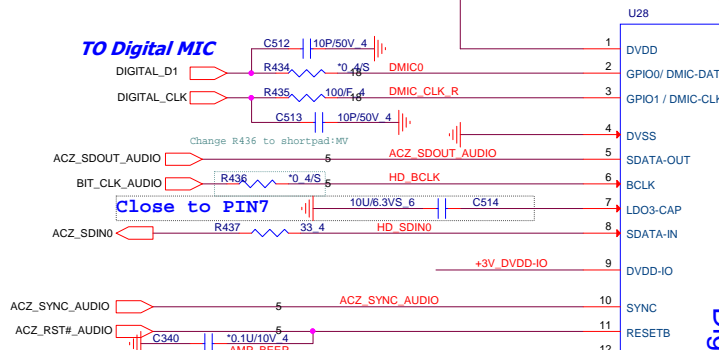 U28
TO Digital MIC
C512 10P/50V_4
1 DVDD
DIGITAL_D1 R434 *0_4/S 18 DMIC0 2 GPIO0/ DMIC-DAT
DIGITAL_CLK R435 100/F_4 18 DMIC_CLK_R 3 GPIO1 / DMIC-CLK
C513 10P/50V_4
4 DVSS
Change R436 to shortpad:MV
ACZ_SDOUT_AUDIO 5 ACZ_SDOUT_AUDIO 5 SDATA-OUT
BIT_CLK_AUDIO R436 *0_4/S 5 HD_BCLK 6 BCLK
Close to PIN7 10U/6.3VS_6 C514 7 LDO3-CAP
ACZ_SDIN0 R437 33_4 HD_SDIN0 8 SDATA-IN
+3V_DVDD-IO 9 DVDD-IO
ACZ_SYNC_AUDIO 5 ACZ_SYNC_AUDIO 10 SYNC
ACZ_RST#_AUDIO 5 11 RESETB
C340 *0.1U/10V_4
AMP_BEEP 12
Dig